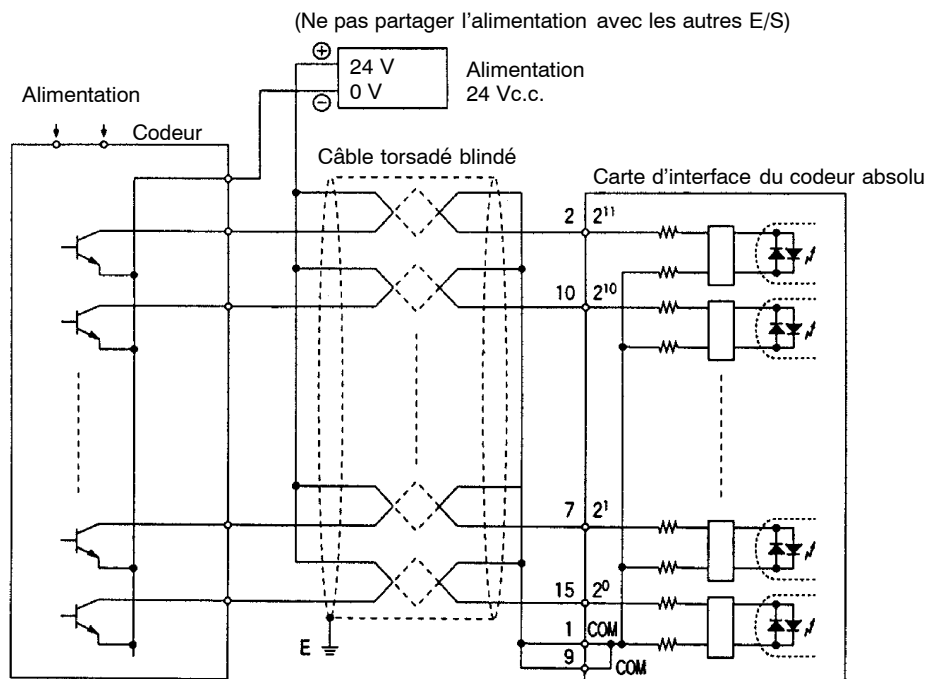 (Ne pas partager l'alimentation avec les autres E/S)
⊕
24 V
0 V
⊖
Alimentation
24 Vc.c.
Alimentation
Codeur
Câble torsadé blindé
Carte d'interface du codeur absolu
2 2¹¹
10 2¹⁰
7 2¹
15 2⁰
1 COM
9 COM
E